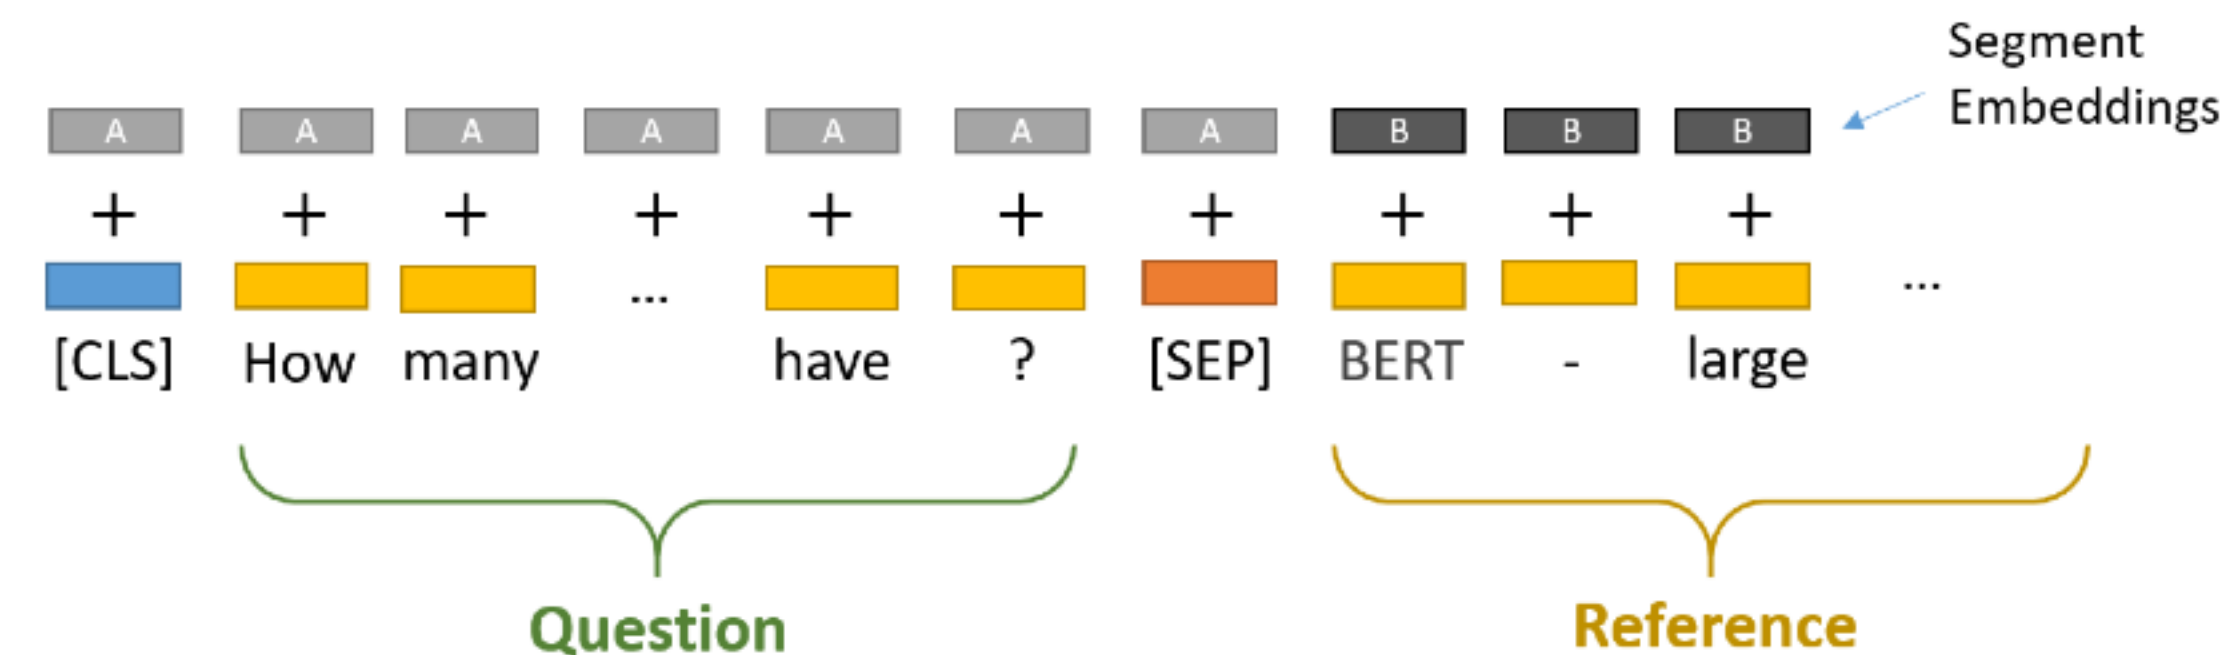 Segment
Embeddings
A A A A A A A B B B
+ + + + + + + + + +
... ...
[CLS] How many have ? [SEP] BERT - large
Question Reference